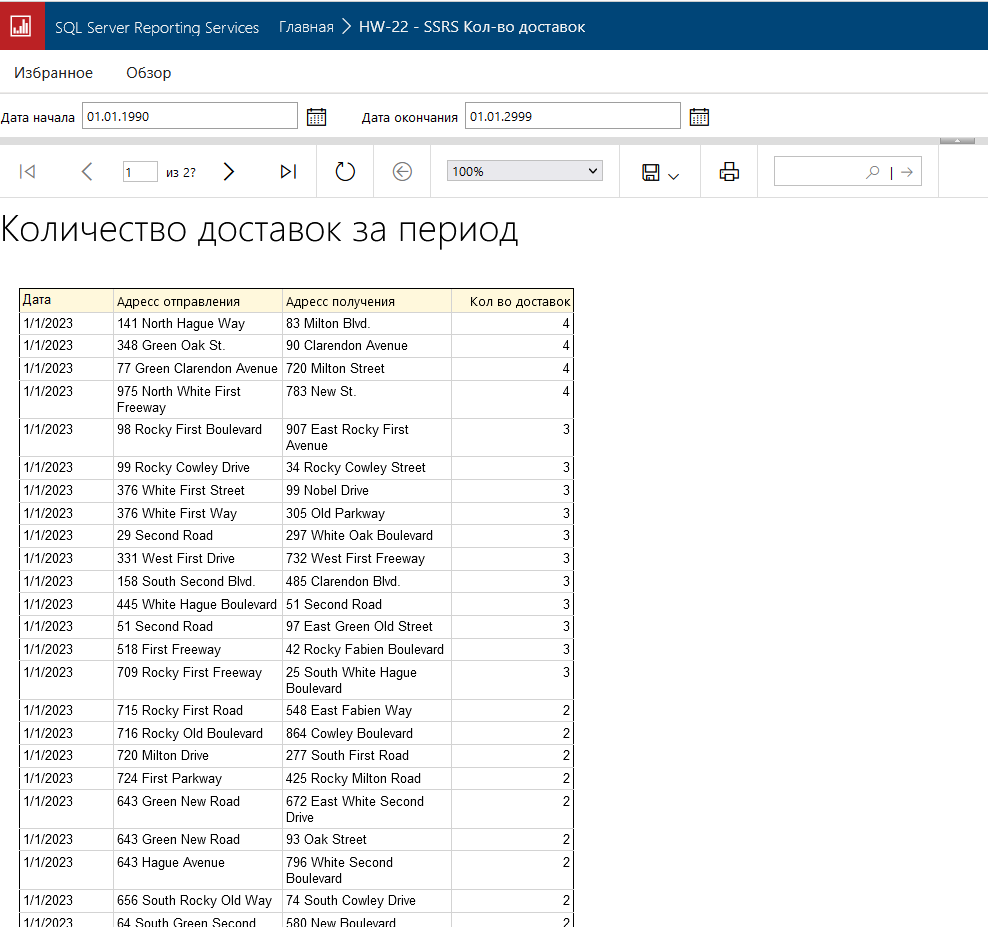 SQL Server Reporting Services Главная HW-22 - SSRS Кол-во доставок
Избранное Обзор
Дата начала 01.01.1990 Дата окончания 01.01.2999
1 из 2? 100% |
Количество доставок за период
Дата Адресс отправления Адресс получения Кол во доставок
1/1/2023 141 North Hague Way 83 Milton Blvd. 4
1/1/2023 348 Green Oak St. 90 Clarendon Avenue 4
1/1/2023 77 Green Clarendon Avenue 720 Milton Street 4
1/1/2023 975 North White First 783 New St. 4
Freeway
1/1/2023 98 Rocky First Boulevard 907 East Rocky First 3
Avenue
1/1/2023 99 Rocky Cowley Drive 34 Rocky Cowley Street 3
1/1/2023 376 White First Street 99 Nobel Drive 3
1/1/2023 376 White First Way 305 Old Parkway 3
1/1/2023 29 Second Road 297 White Oak Boulevard 3
1/1/2023 331 West First Drive 732 West First Freeway 3
1/1/2023 158 South Second Blvd. 485 Clarendon Blvd. 3
1/1/2023 445 White Hague Boulevard 51 Second Road 3
1/1/2023 51 Second Road 97 East Green Old Street 3
1/1/2023 518 First Freeway 42 Rocky Fabien Boulevard 3
1/1/2023 709 Rocky First Freeway 25 South White Hague 3
Boulevard
1/1/2023 715 Rocky First Road 548 East Fabien Way 2
1/1/2023 716 Rocky Old Boulevard 864 Cowley Boulevard 2
1/1/2023 720 Milton Drive 277 South First Road 2
1/1/2023 724 First Parkway 425 Rocky Milton Road 2
1/1/2023 643 Green New Road 672 East White Second 2
Drive
1/1/2023 643 Green New Road 93 Oak Street 2
1/1/2023 643 Hague Avenue 796 White Second 2
Boulevard
1/1/2023 656 South Rocky Old Way 74 South Cowley Drive 2
1/1/2023 64 South Green Second 580 New Boulevard 2